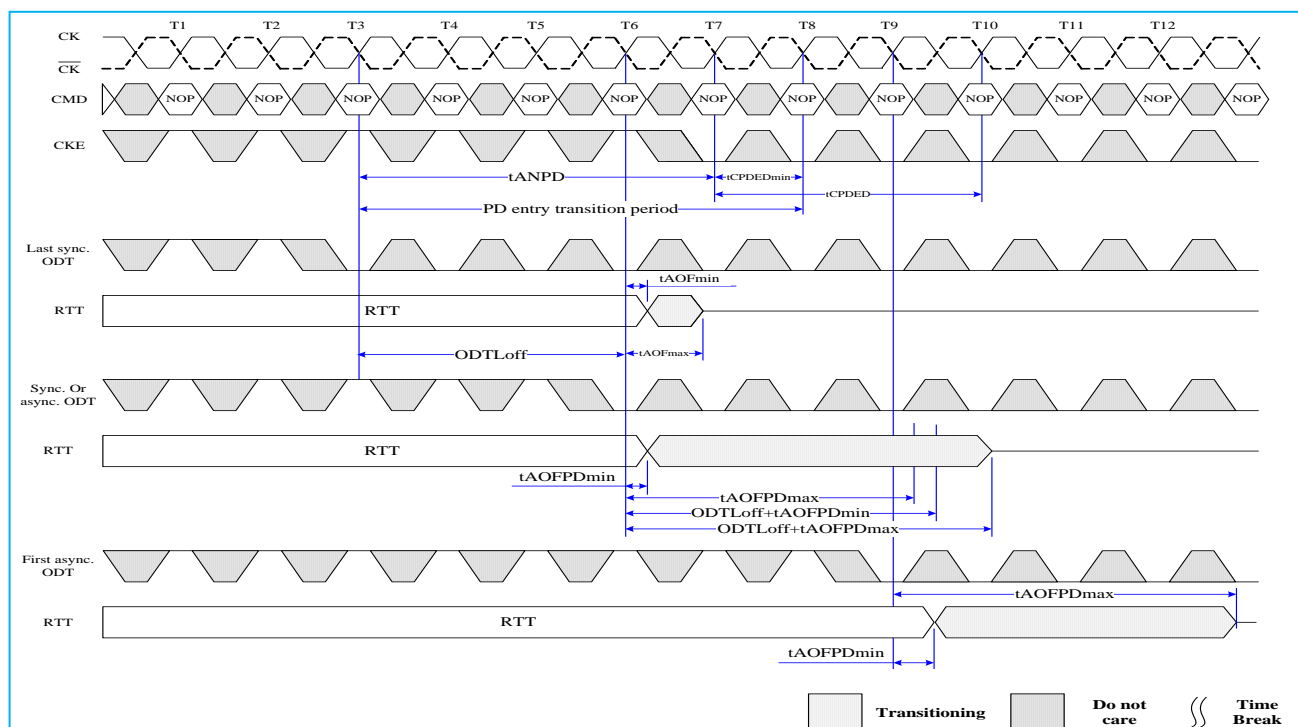 T1 T2 T3 T4 T5 T6 T7 T8 T9 T10 T11 T12
CK
CK
CMD NOP NOP NOP NOP NOP NOP NOP NOP NOP NOP NOP NOP NOP
CKE
tANPD tCPDEDmin
tCPDED
PD entry transition period
Last sync.
ODT
tAOFmin
RTT RTT
ODTLoff tAOFmax
Sync. Or
async. ODT
RTT RTT
tAOFPDmin
tAOFPDmax
ODTLoff+tAOFPDmin
ODTLoff+tAOFPDmax
First async.
ODT
tAOFPDmax
RTT RTT
tAOFPDmin
Transitioning Do not
care Time
Break